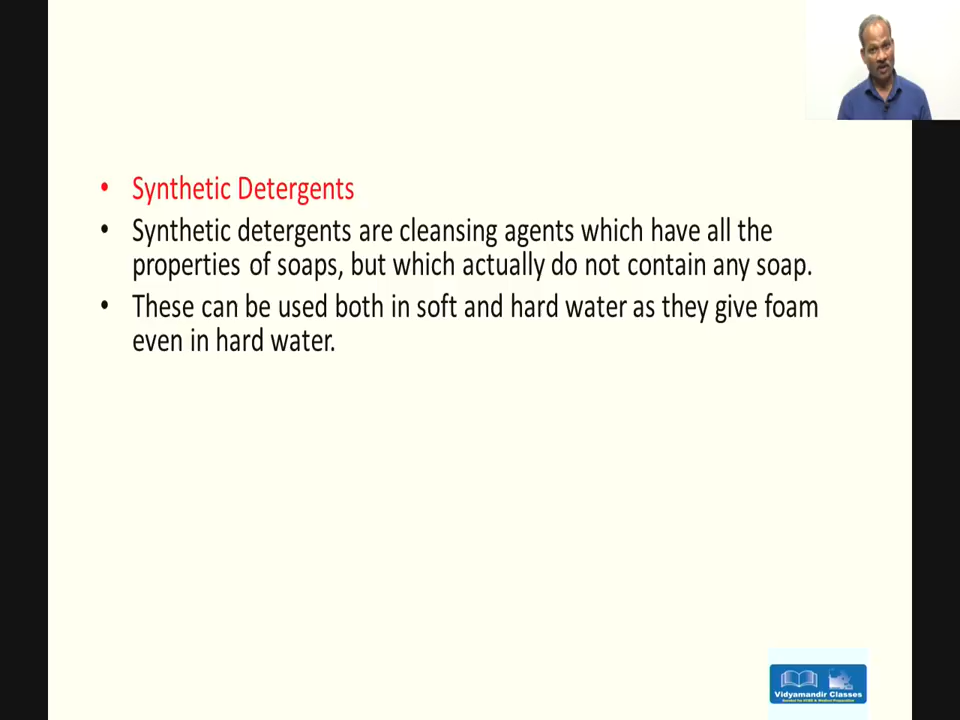 • Synthetic Detergents
• Synthetic detergents are cleansing agents which have all the
properties of soaps, but which actually do not contain any soap.
• These can be used both in soft and hard water as they give foam
even in hard water.
Vidyamandir Classes